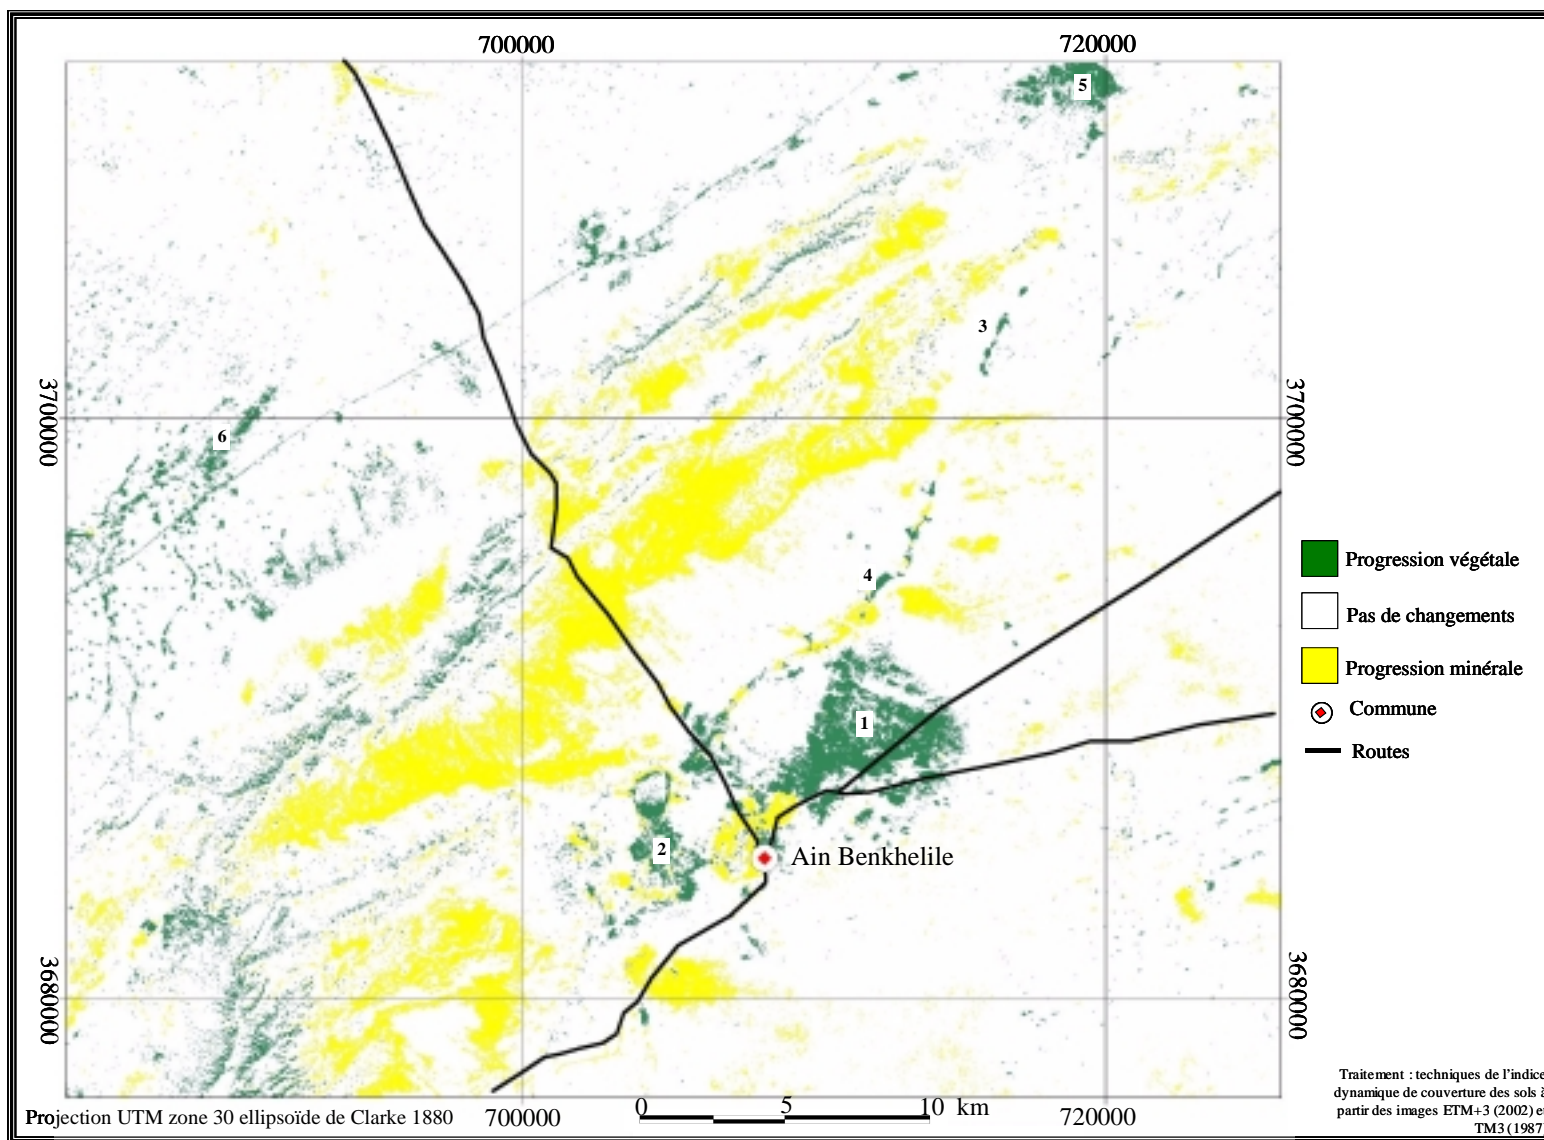 700000
720000
5
3
3700000
3700000
6
4
Progression végétale
Pas de changements
Progression minérale
1
Commune
Routes
2
Ain Benkhelile
3680000
3680000
Traitement : techniques de l'indice
dynamique de couverture des sols à
partir des images ETM+3 (2002) et
TM3 (1987)
0 5 10 km
Projection UTM zone 30 ellipsoïde de Clarke 1880
700000
720000